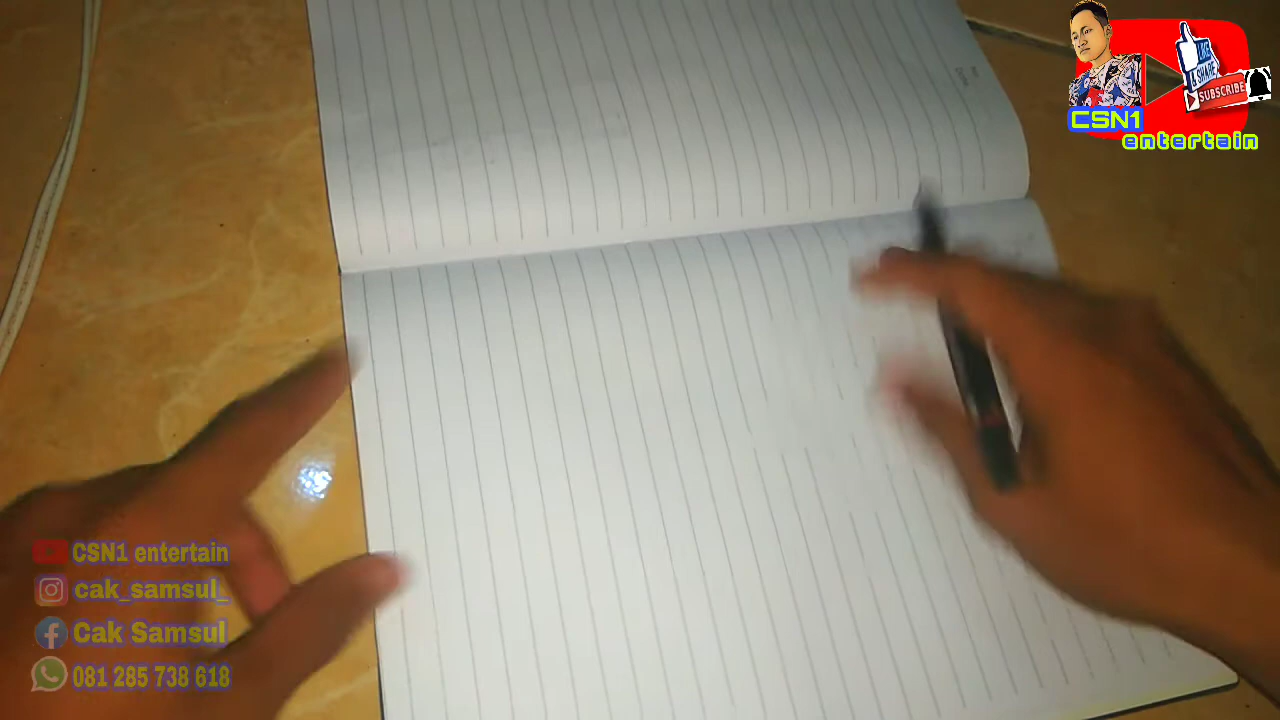 LIKE
& SHARE
SUBSCRIBE
CSN1
entertain
CSN1 entertain
cak_samsul_
Cak Samsul
081 285 738 618